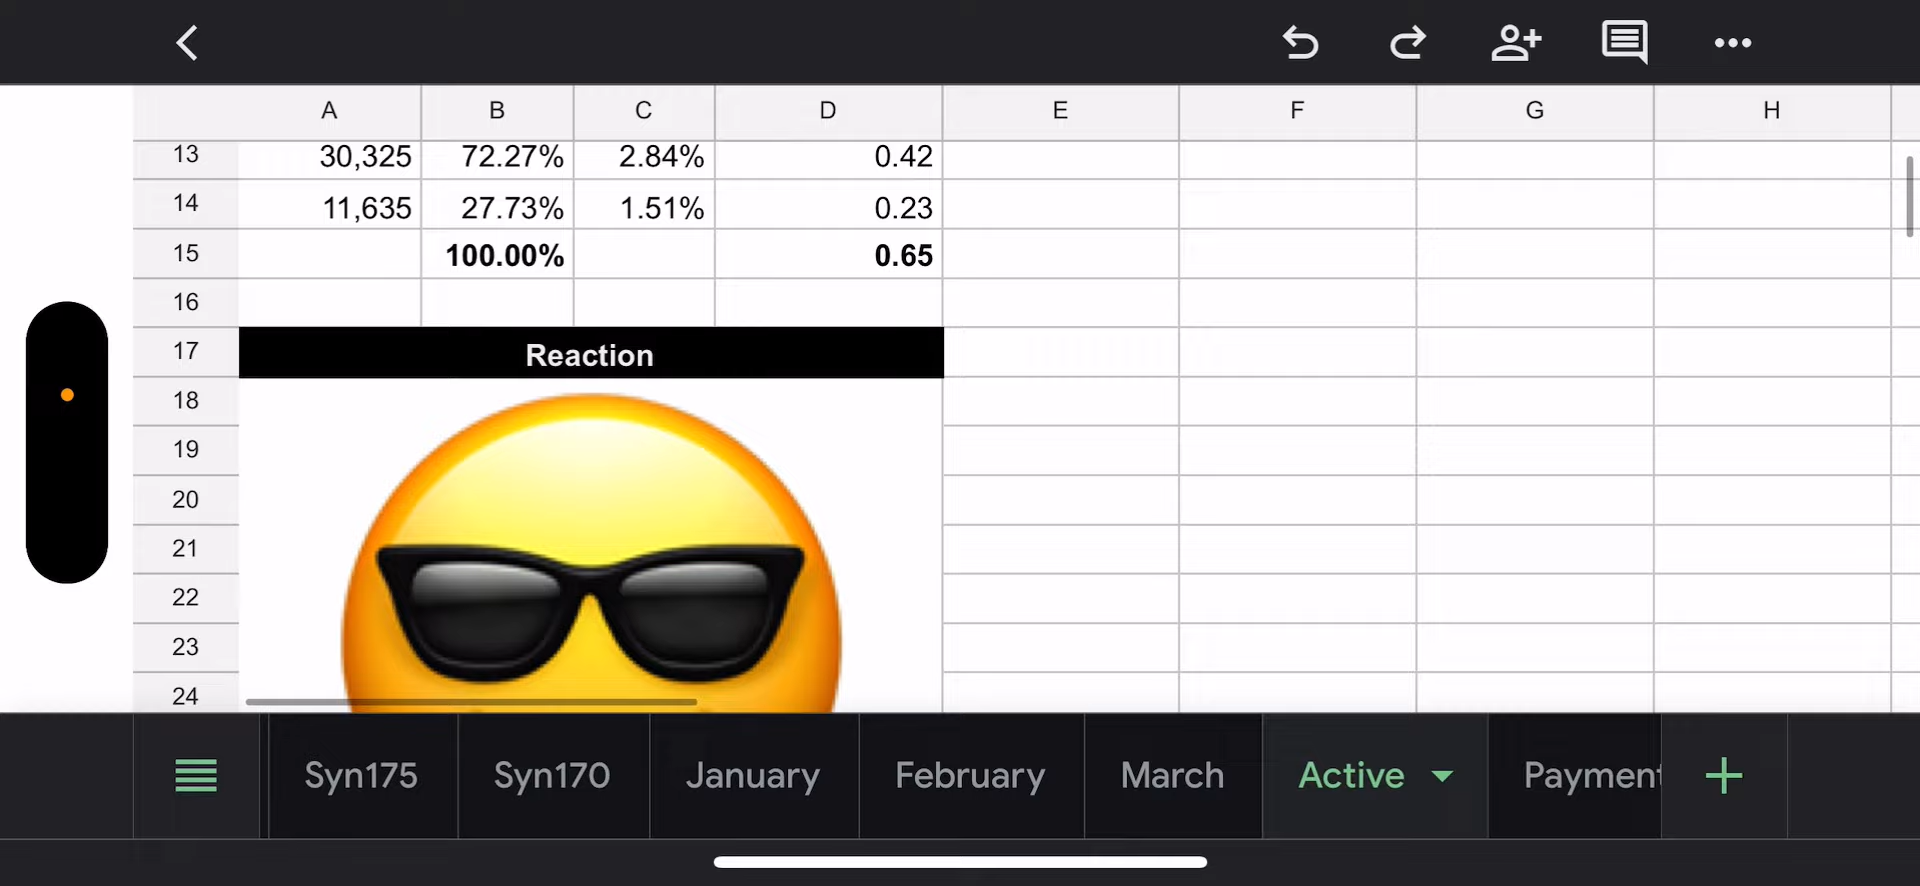 A B C D E F G H
13 30,325 72.27% 2.84% 0.42
14 11,635 27.73% 1.51% 0.23
15 100.00% 0.65
16
17 Reaction
18
19
20
21
22
23
24
Syn175 Syn170 January February March Active Payment